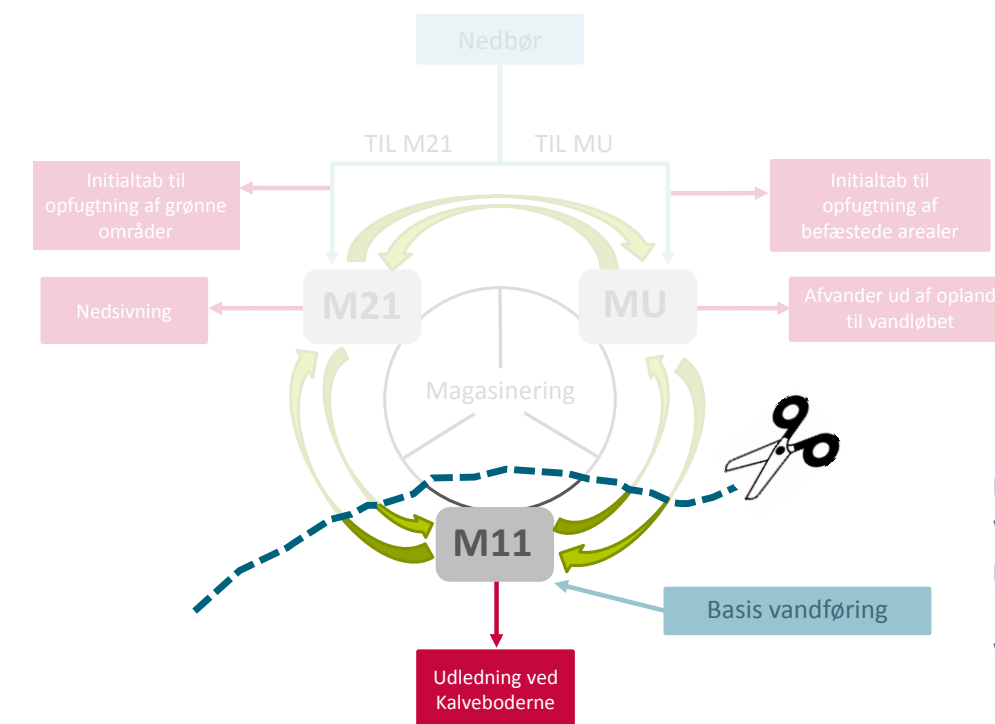 Nedbør
TIL M21
TIL MU
Initialtab til
opfugtning af grønne
områder
Initialtab til
opfugtning af
befæstede arealer
M21
MU
Nedsivning
Afvander ud af opland
til vandløbet
Magasinering
M11
Basis vandføring
Udledning ved
Kalveboderne